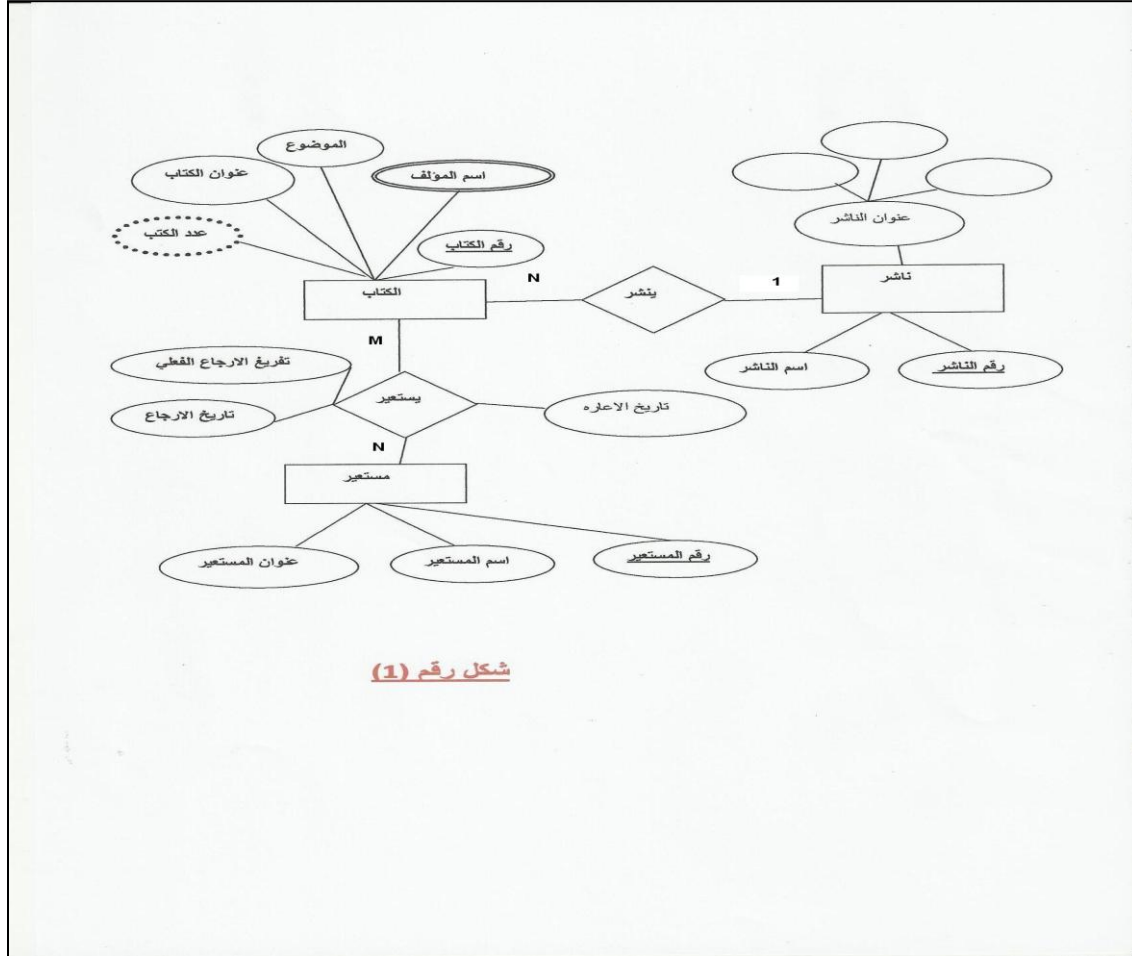 الموضوع
اسم المؤلف
عنوان الكتاب
عدد الكتب
رقم الكتاب
عنوان الناشر
ناشر
1
ينشر
N
الكتاب
رقم الناشر
اسم الناشر
M
تفريغ الارجاع الفعلي
يستعير
تاريخ الارجاع
تاريخ الاعاره
N
مستعير
رقم المستعير
اسم المستعير
عنوان المستعير
شكل رقم (1)